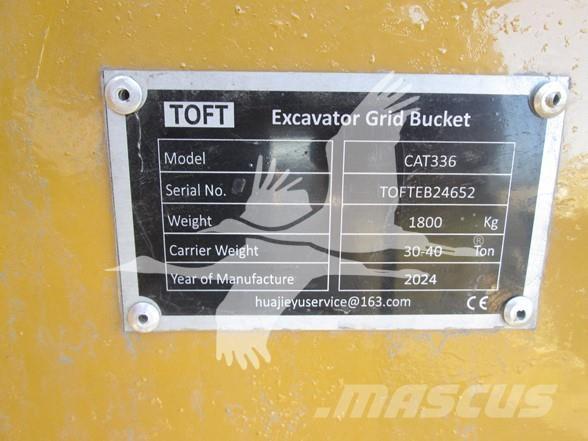 TOFT Excavator Grid Bucket
Model CAT336
Serial No. TOFTEB24652
Weight 1800 Kg
Carrier Weight 30-40 Ton
®
Year of Manufacture 2024
huajieyuservice@163.com CE
MASCUS